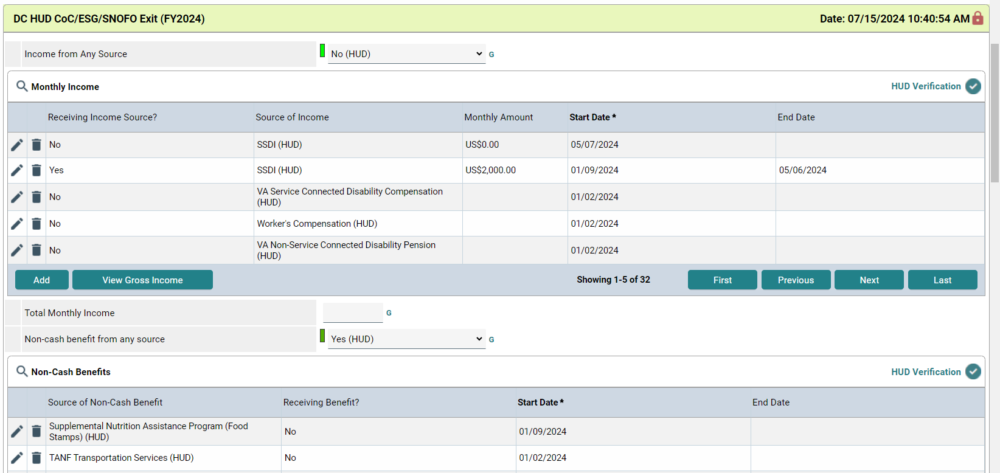 DC HUD CoC/ESG/SNOFO Exit (FY2024)
Date: 07/15/2024 10:40:54 AM
Income from Any Source
No (HUD)
G
Monthly Income
HUD Verification
Receiving Income Source?
Source of Income
Monthly Amount
Start Date *
End Date
No
SSDI (HUD)
US$0.00
05/07/2024
Yes
SSDI (HUD)
US$2,000.00
01/09/2024
05/06/2024
No
VA Service Connected Disability Compensation
(HUD)
01/02/2024
No
Worker's Compensation (HUD)
01/02/2024
No
VA Non-Service Connected Disability Pension
(HUD)
01/02/2024
Add
View Gross Income
Showing 1-5 of 32
First
Previous
Next
Last
Total Monthly Income
G
Non-cash benefit from any source
Yes (HUD)
G
Non-Cash Benefits
HUD Verification
Source of Non-Cash Benefit
Receiving Benefit?
Start Date *
End Date
Supplemental Nutrition Assistance Program (Food
Stamps) (HUD)
No
01/09/2024
TANF Transportation Services (HUD)
No
01/02/2024